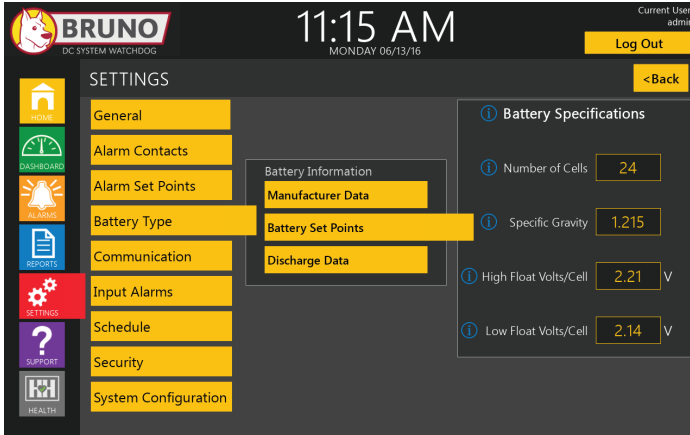 BRUNO
DC SYSTEM WATCHDOG
11:15 AM
MONDAY 06/13/16
Current User
admin
Log Out
SETTINGS
<Back
HOME
DASHBOARD
ALARMS
REPORTS
SETTINGS
?
SUPPORT
HEALTH
General
Alarm Contacts
Alarm Set Points
Battery Type
Communication
Input Alarms
Schedule
Security
System Configuration
Battery Information
Manufacturer Data
Battery Set Points
Discharge Data
i Battery Specifications
i Number of Cells 24
i Specific Gravity 1.215
i High Float Volts/Cell 2.21 V
i Low Float Volts/Cell 2.14 V